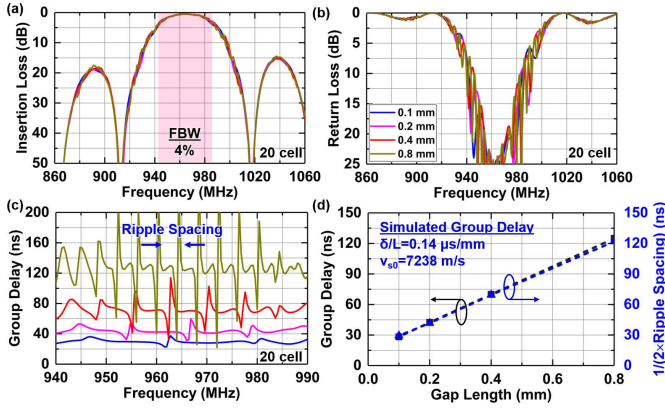 (a)
Insertion Loss (dB)
0
10
20
30
40
50
FBW
4%
20 cell
860 900 940 980 1020 1060
Frequency (MHz)
(b)
Return Loss (dB)
0
5
10
15
20
25
0.1 mm
0.2 mm
0.4 mm
0.8 mm
20 cell
860 900 940 980 1020 1060
Frequency (MHz)
(c)
Group Delay (ns)
200
160
120
80
40
0
Ripple Spacing
20 cell
940 950 960 970 980 990
Frequency (MHz)
(d)
Group Delay (ns)
150
120
90
60
30
0
Simulated Group Delay
δ/L=0.14 μs/mm
vs0=7238 m/s
150
120
90
60
30
0
1/(2×Ripple Spacing) (ns)
0.0 0.2 0.4 0.6 0.8
Gap Length (mm)